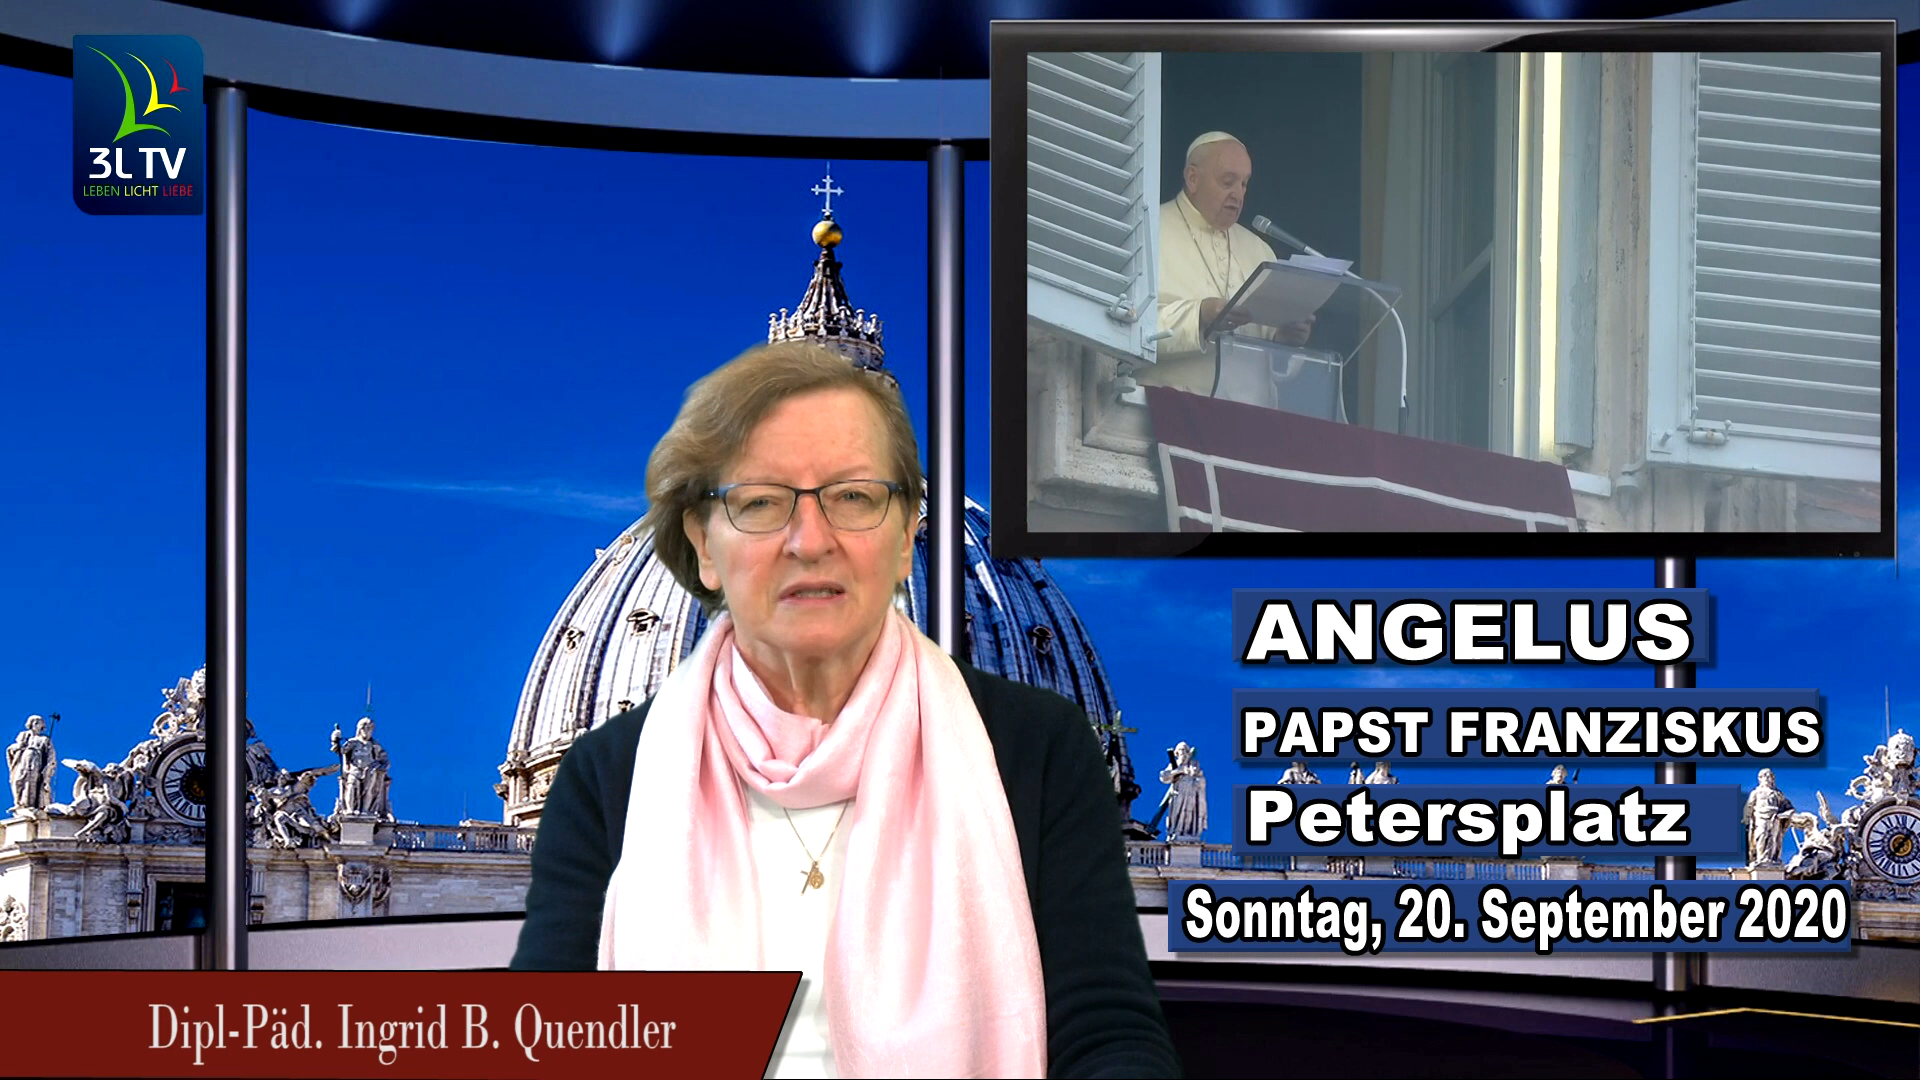 3L TV
LEBEN LICHT LIEBE
ANGELUS
PAPST FRANZISKUS
Petersplatz
Sonntag, 20. September 2020
Dipl-Päd. Ingrid B. Quendler